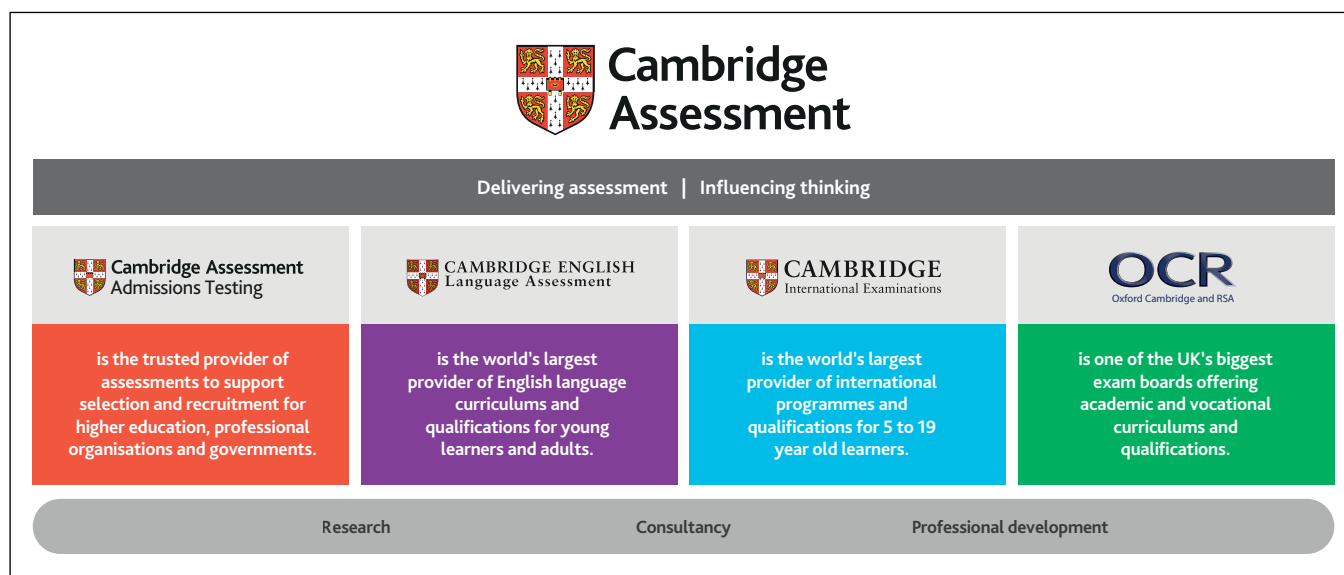 Cambridge
Assessment
Delivering assessment | Influencing thinking
Cambridge Assessment
Admissions Testing
CAMBRIDGE ENGLISH
Language Assessment
CAMBRIDGE
International Examinations
OCR
Oxford Cambridge and RSA
is the trusted provider of
assessments to support
selection and recruitment for
higher education, professional
organisations and governments.
is the world's largest
provider of English language
curriculums and
qualifications for young
learners and adults.
is the world's largest
provider of international
programmes and
qualifications for 5 to 19
year old learners.
is one of the UK's biggest
exam boards offering
academic and vocational
curriculums and
qualifications.
Research Consultancy Professional development